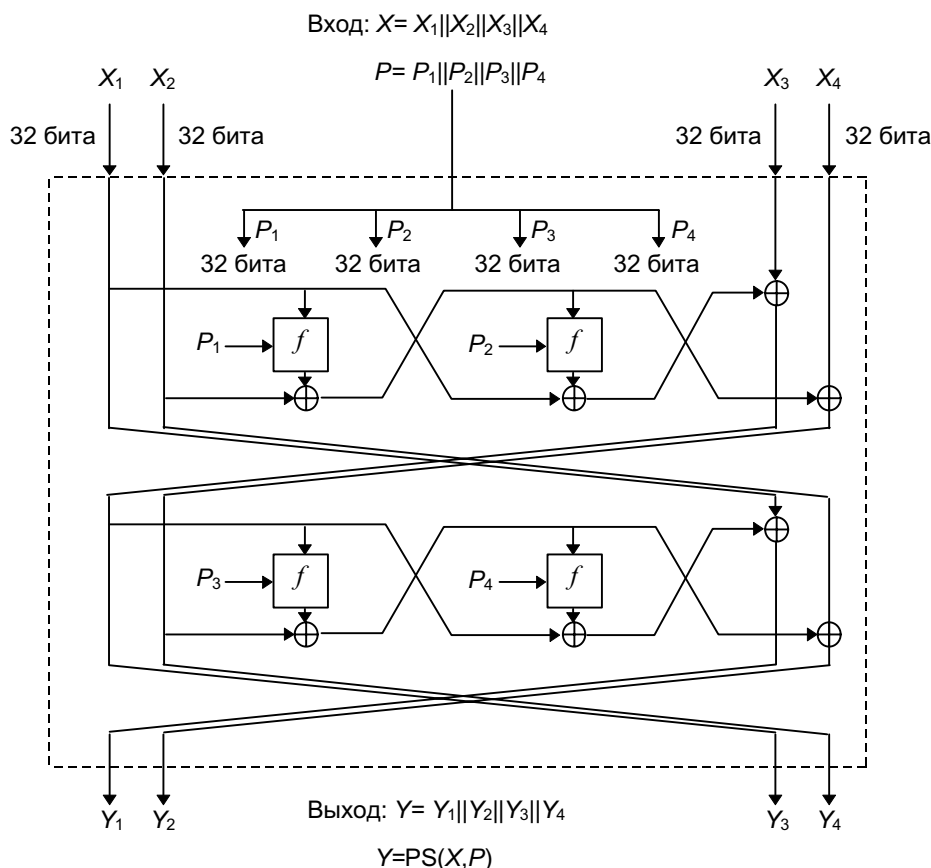 Вход: X= X₁||X₂||X₃||X₄
P= P₁||P₂||P₃||P₄
X₁ X₂ X₃ X₄
32 бита 32 бита 32 бита 32 бита
P₁ P₂ P₃ P₄
32 бита 32 бита 32 бита 32 бита
P₁ f P₂ f
P₃ f P₄ f
Y₁ Y₂ Выход: Y= Y₁||Y₂||Y₃||Y₄ Y₃ Y₄
Y=PS(X,P)